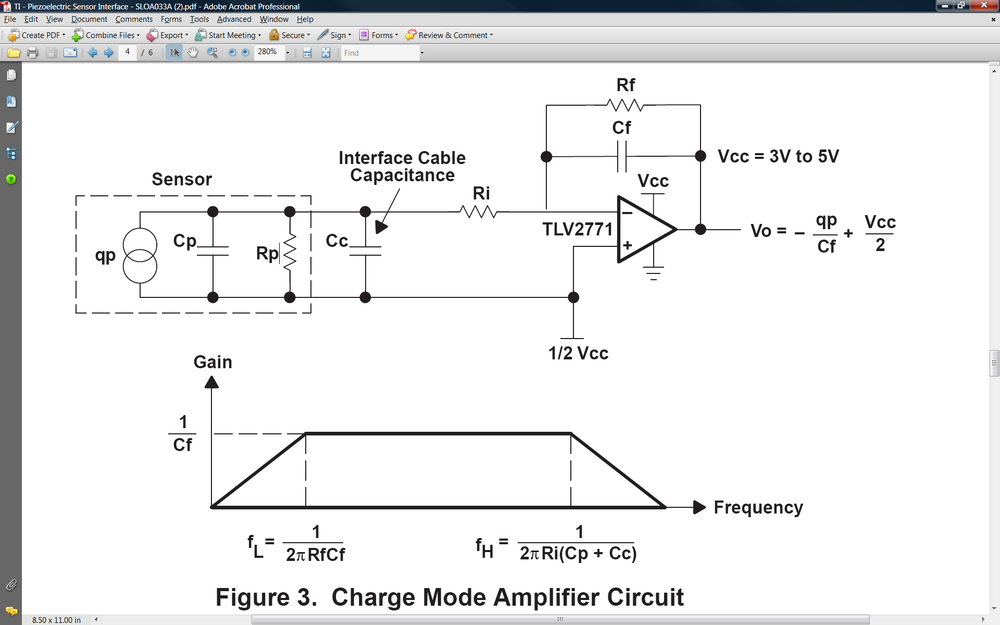 TI - Piezoelectric Sensor Interface - SLOA033A (2).pdf - Adobe Acrobat Professional
File Edit View Document Comments Forms Tools Advanced Window Help
Create PDF Combine Files Export Start Meeting Secure Sign Forms Review & Comment
4 / 6 280% Find
Rf
Cf
Interface Cable
Capacitance
Vcc = 3V to 5V
Sensor
Vcc
Ri
TLV2771
−
+
qp
Cp
Rp
Cc
Vo = − qp/Cf + Vcc/2
1/2 Vcc
Gain
1
Cf
Frequency
fL = 1/2πRfCf
fH = 1/2πRi(Cp + Cc)
Figure 3. Charge Mode Amplifier Circuit
8.50 x 11.00 in